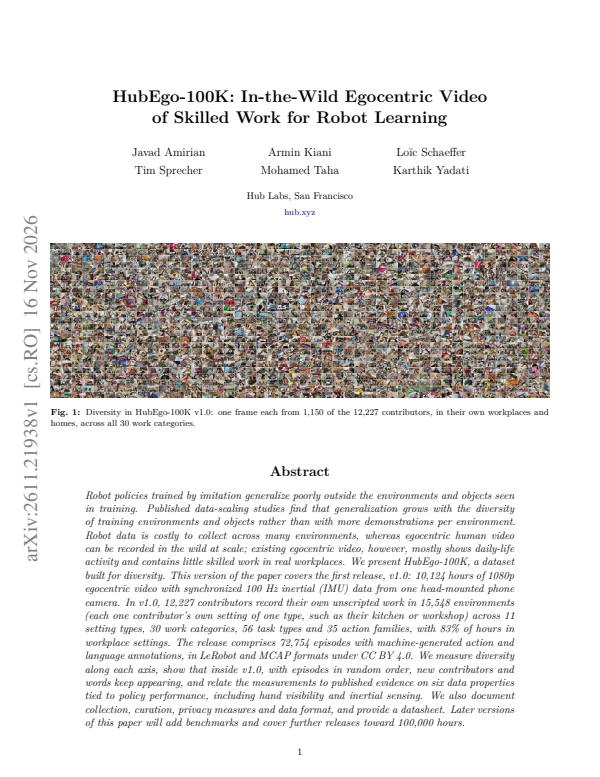 arXiv:2611.21938v1 [cs.RO] 16 Nov 2026
HubEgo-100K: In-the-Wild Egocentric Video
of Skilled Work for Robot Learning
Javad Amirian Armin Kiani Loïc Schaeffer
Tim Sprecher Mohamed Taha Karthik Yadati
Hub Labs, San Francisco
hub.xyz
Fig. 1: Diversity in HubEgo-100K v1.0: one frame each from 1,150 of the 12,227 contributors, in their own workplaces and
homes, across all 30 work categories.
Abstract
Robot policies trained by imitation generalize poorly outside the environments and objects seen
in training. Published data-scaling studies find that generalization grows with the diversity
of training environments and objects rather than with more demonstrations per environment.
Robot data is costly to collect across many environments, whereas egocentric human video
can be recorded in the wild at scale; existing egocentric video, however, mostly shows daily-life
activity and contains little skilled work in real workplaces. We present HubEgo-100K, a dataset
built for diversity. This version of the paper covers the first release, v1.0: 10,124 hours of 1080p
egocentric video with synchronized 100 Hz inertial (IMU) data from one head-mounted phone
camera. In v1.0, 12,227 contributors record their own unscripted work in 15,548 environments
(each one contributor's own setting of one type, such as their kitchen or workshop) across 11
setting types, 30 work categories, 56 task types and 35 action families, with 83% of hours in
workplace settings. The release comprises 72,754 episodes with machine-generated action and
language annotations, in LeRobot and MCAP formats under CC BY 4.0. We measure diversity
along each axis, show that inside v1.0, with episodes in random order, new contributors and
words keep appearing, and relate the measurements to published evidence on six data properties
tied to policy performance, including hand visibility and inertial sensing. We also document
collection, curation, privacy measures and data format, and provide a datasheet. Later versions
of this paper will add benchmarks and cover further releases toward 100,000 hours.
1